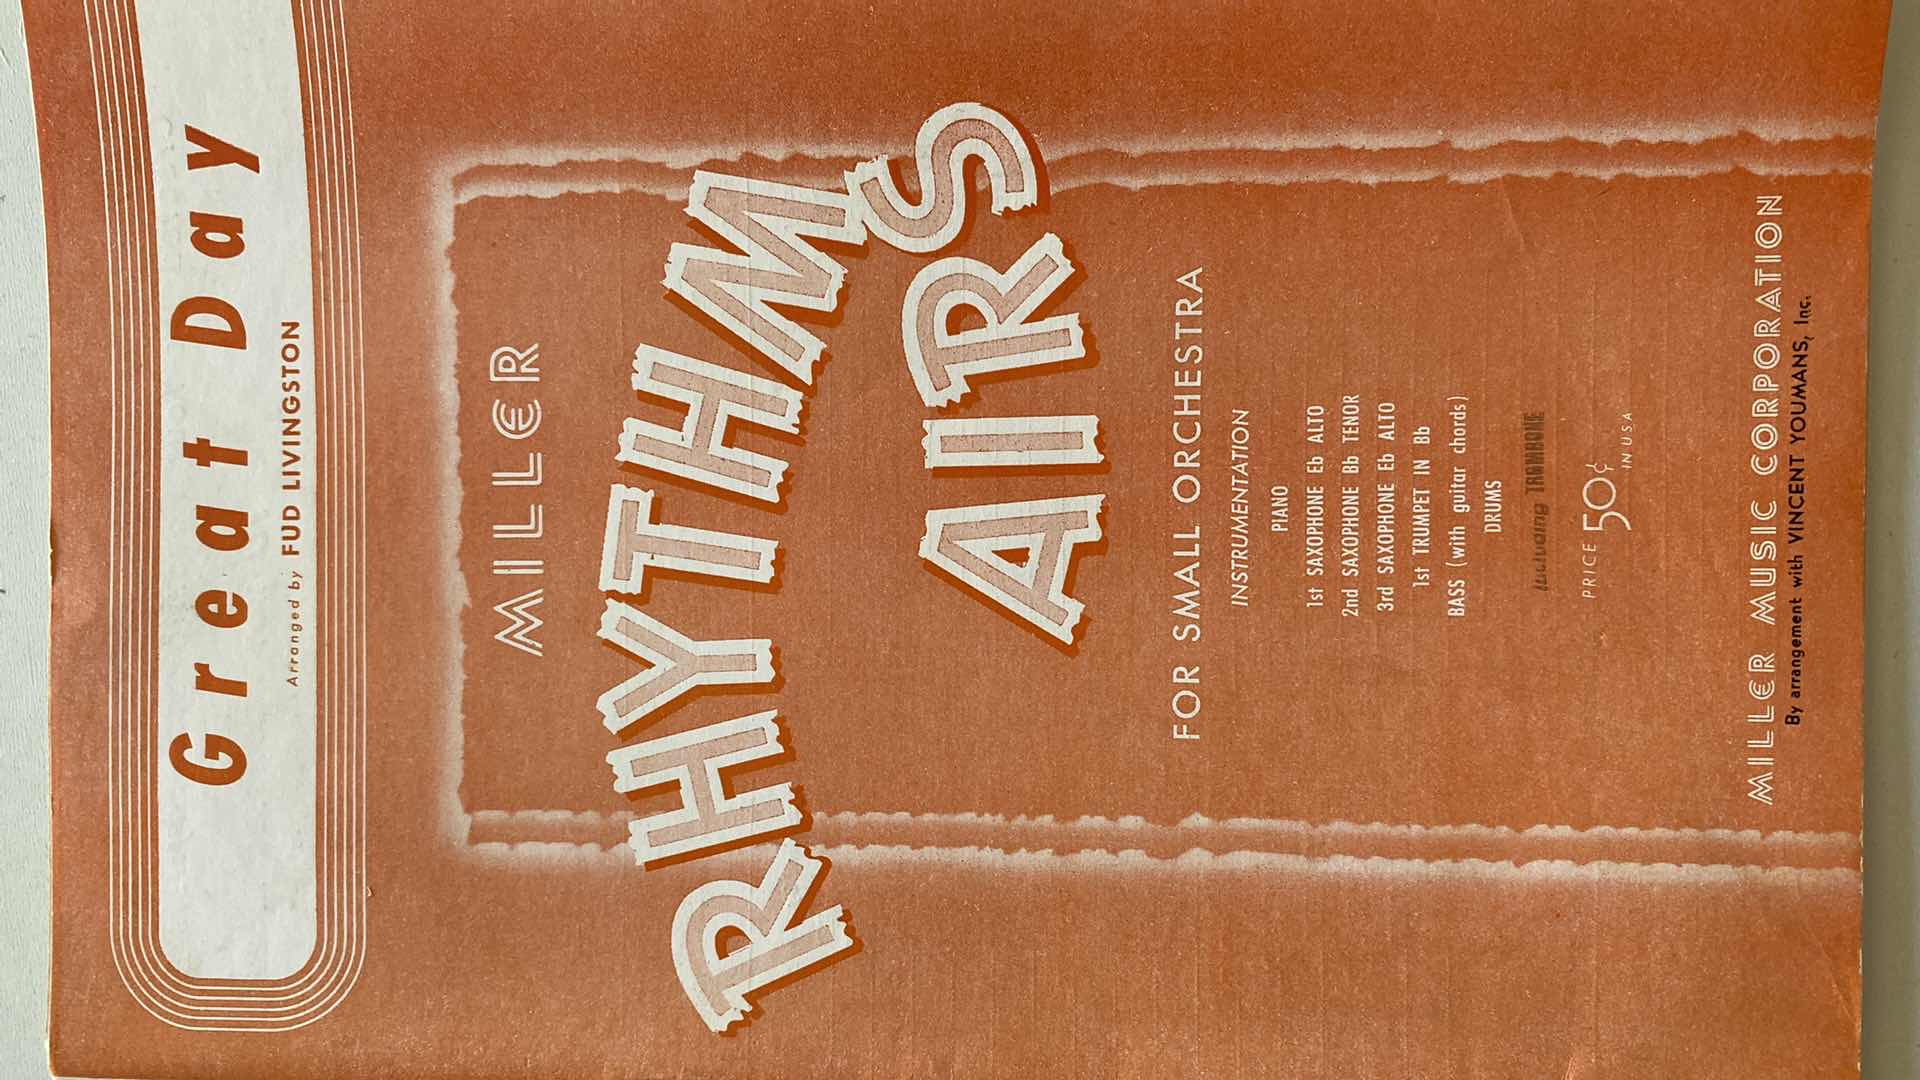 Great Day
Arranged by FUD LIVINGSTON
MILLER
RHYTHM
AIRS
FOR SMALL ORCHESTRA
INSTRUMENTATION
PIANO
1st SAXOPHONE Eb ALTO
2nd SAXOPHONE Bb TENOR
3rd SAXOPHONE Eb ALTO
1st TRUMPET IN Bb
BASS (with guitar chords)
DRUMS
Including TROMBONE
PRICE 50¢
IN USA
MILLER MUSIC CORPORATION
By arrangement with VINCENT YOUMANS, Inc.